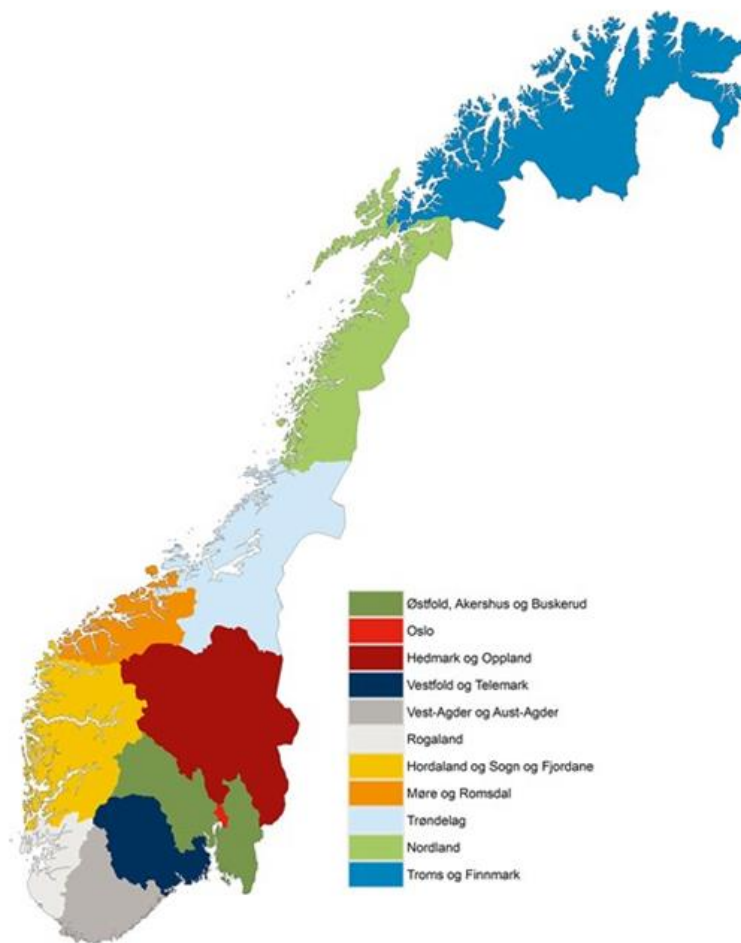 Østfold, Akershus og Buskerud
Oslo
Hedmark og Oppland
Vestfold og Telemark
Vest-Agder og Aust-Agder
Rogaland
Hordaland og Sogn og Fjordane
Møre og Romsdal
Trøndelag
Nordland
Troms og Finnmark